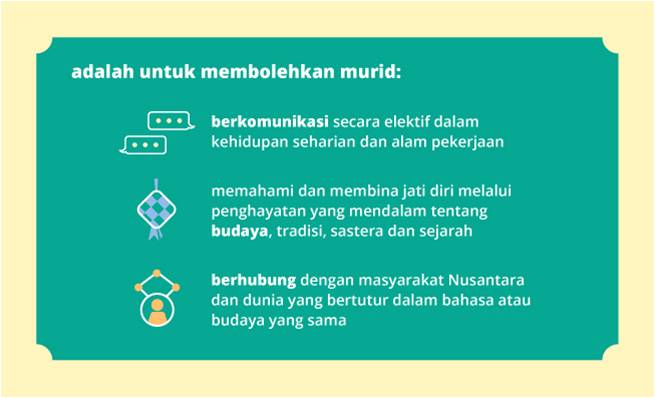 adalah untuk membolehkan murid:
berkomunikasi secara elektif dalam
kehidupan seharian dan alam pekerjaan
memahami dan membina jati diri melalui
penghayatan yang mendalam tentang
budaya, tradisi, sastera dan sejarah
berhubung dengan masyarakat Nusantara
dan dunia yang bertutur dalam bahasa atau
budaya yang sama